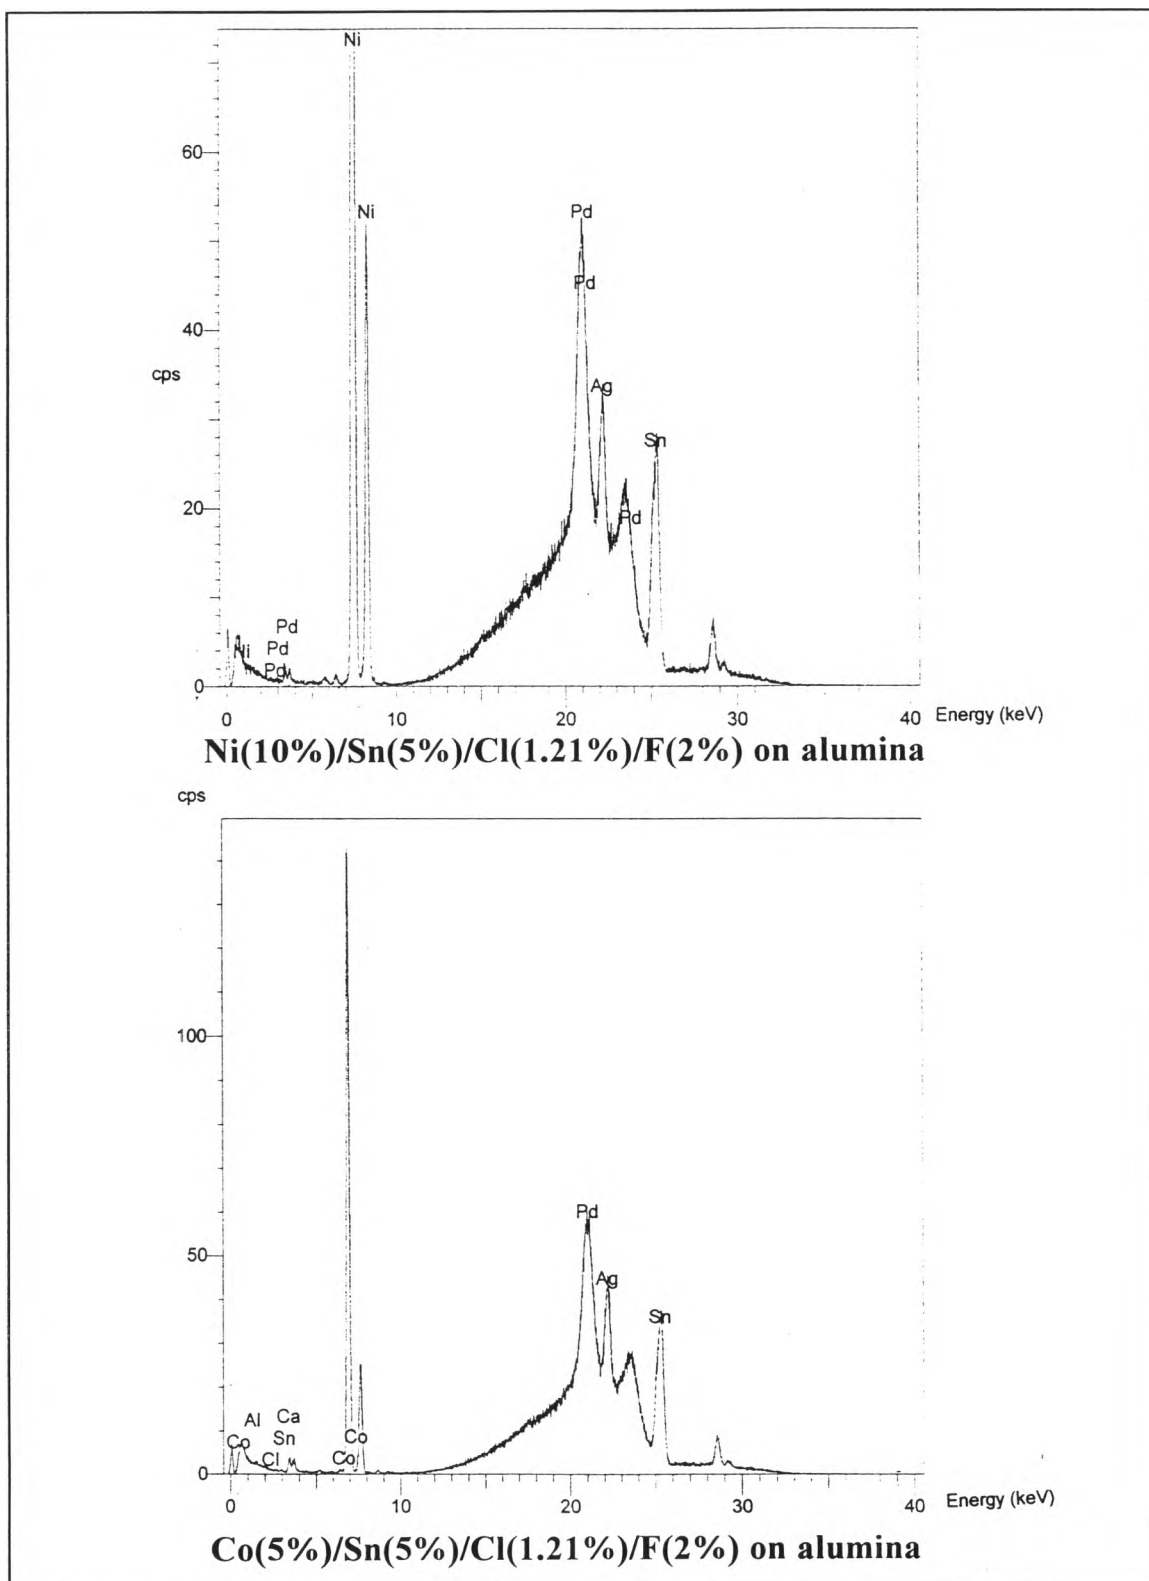 Ni
60
Ni
Pd
Pd
40
cps
Ag
Sn
20
Pd
Pd
Ni
Pd
Pd
0
0 10 20 30 40 Energy (keV)
Ni(10%)/Sn(5%)/Cl(1.21%)/F(2%) on alumina
cps
100
Pd
50
Ag
Sn
Al Ca
Co Sn Co
Cl Co
0
0 10 20 30 40 Energy (keV)
Co(5%)/Sn(5%)/Cl(1.21%)/F(2%) on alumina